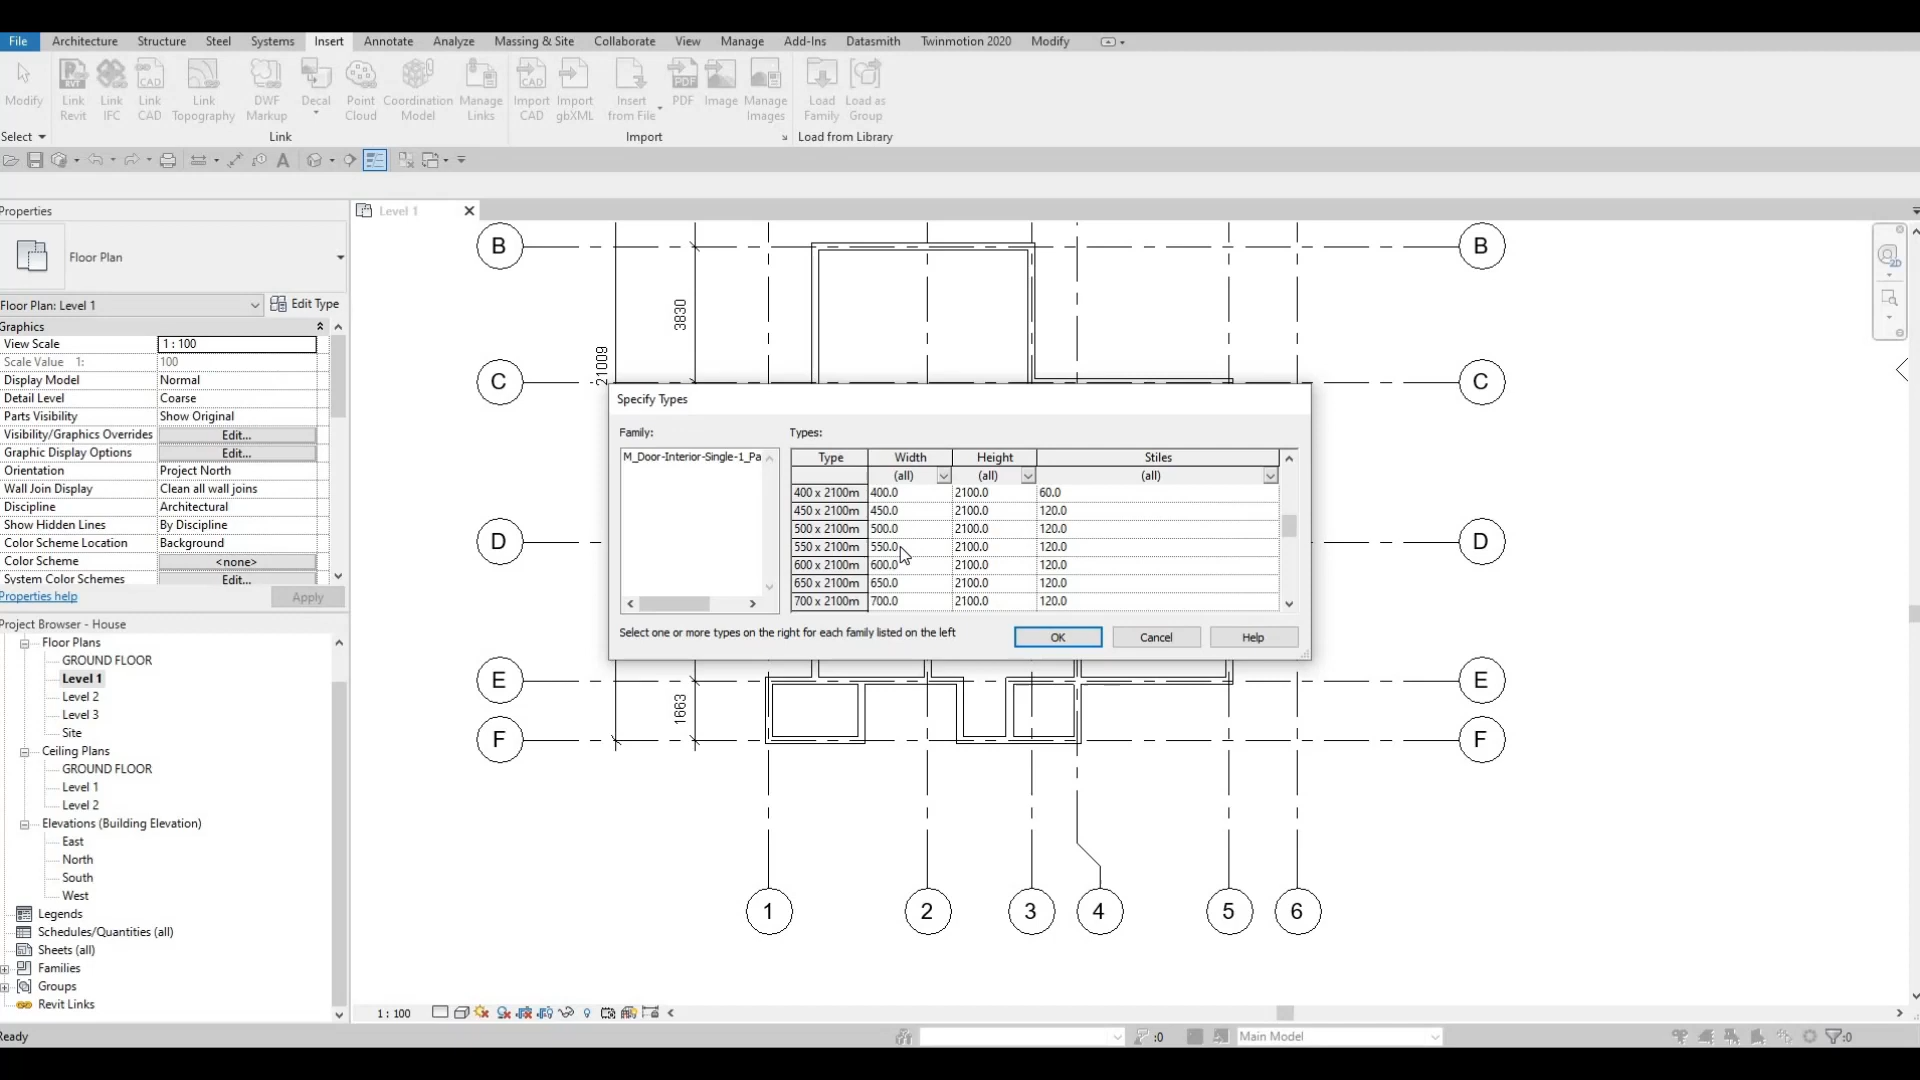 File Architecture Structure Steel Systems Insert Annotate Analyze Massing & Site Collaborate View Manage Add-Ins Datasmith Twinmotion 2020 Modify
Modify Link Revit Link IFC Link CAD Link Topography DWF Markup Decal Point Cloud Coordination Model Manage Links Import CAD Import gbXML Insert from File PDF Image Manage Images Load Family Load as Group
Select Link Import Load from Library
Properties
Level 1
Floor Plan
Floor Plan: Level 1 Edit Type
Graphics
View Scale 1 : 100
Scale Value 1: 100
Display Model Normal
Detail Level Coarse
Parts Visibility Show Original
Visibility/Graphics Overrides Edit...
Graphic Display Options Edit...
Orientation Project North
Wall Join Display Clean all wall joins
Discipline Architectural
Show Hidden Lines By Discipline
Color Scheme Location Background
Color Scheme <none>
System Color Schemes Edit...
Properties help Apply
Project Browser - House
Floor Plans
GROUND FLOOR
Level 1
Level 2
Level 3
Site
Ceiling Plans
GROUND FLOOR
Level 1
Level 2
Elevations (Building Elevation)
East
North
South
West
Legends
Schedules/Quantities (all)
Sheets (all)
Families
Groups
Revit Links
B B
3830
21009
C C
D D
E E
1663
F F
1 2 3 4 5 6
Specify Types
Family: Types:
M_Door-Interior-Single-1_Pa
Type Width Height Stiles
(all) (all) (all)
400 x 2100m 400.0 2100.0 60.0
450 x 2100m 450.0 2100.0 120.0
500 x 2100m 500.0 2100.0 120.0
550 x 2100m 550.0 2100.0 120.0
600 x 2100m 600.0 2100.0 120.0
650 x 2100m 650.0 2100.0 120.0
700 x 2100m 700.0 2100.0 120.0
Select one or more types on the right for each family listed on the left
OK Cancel Help
1 : 100
Ready :0 Main Model :0